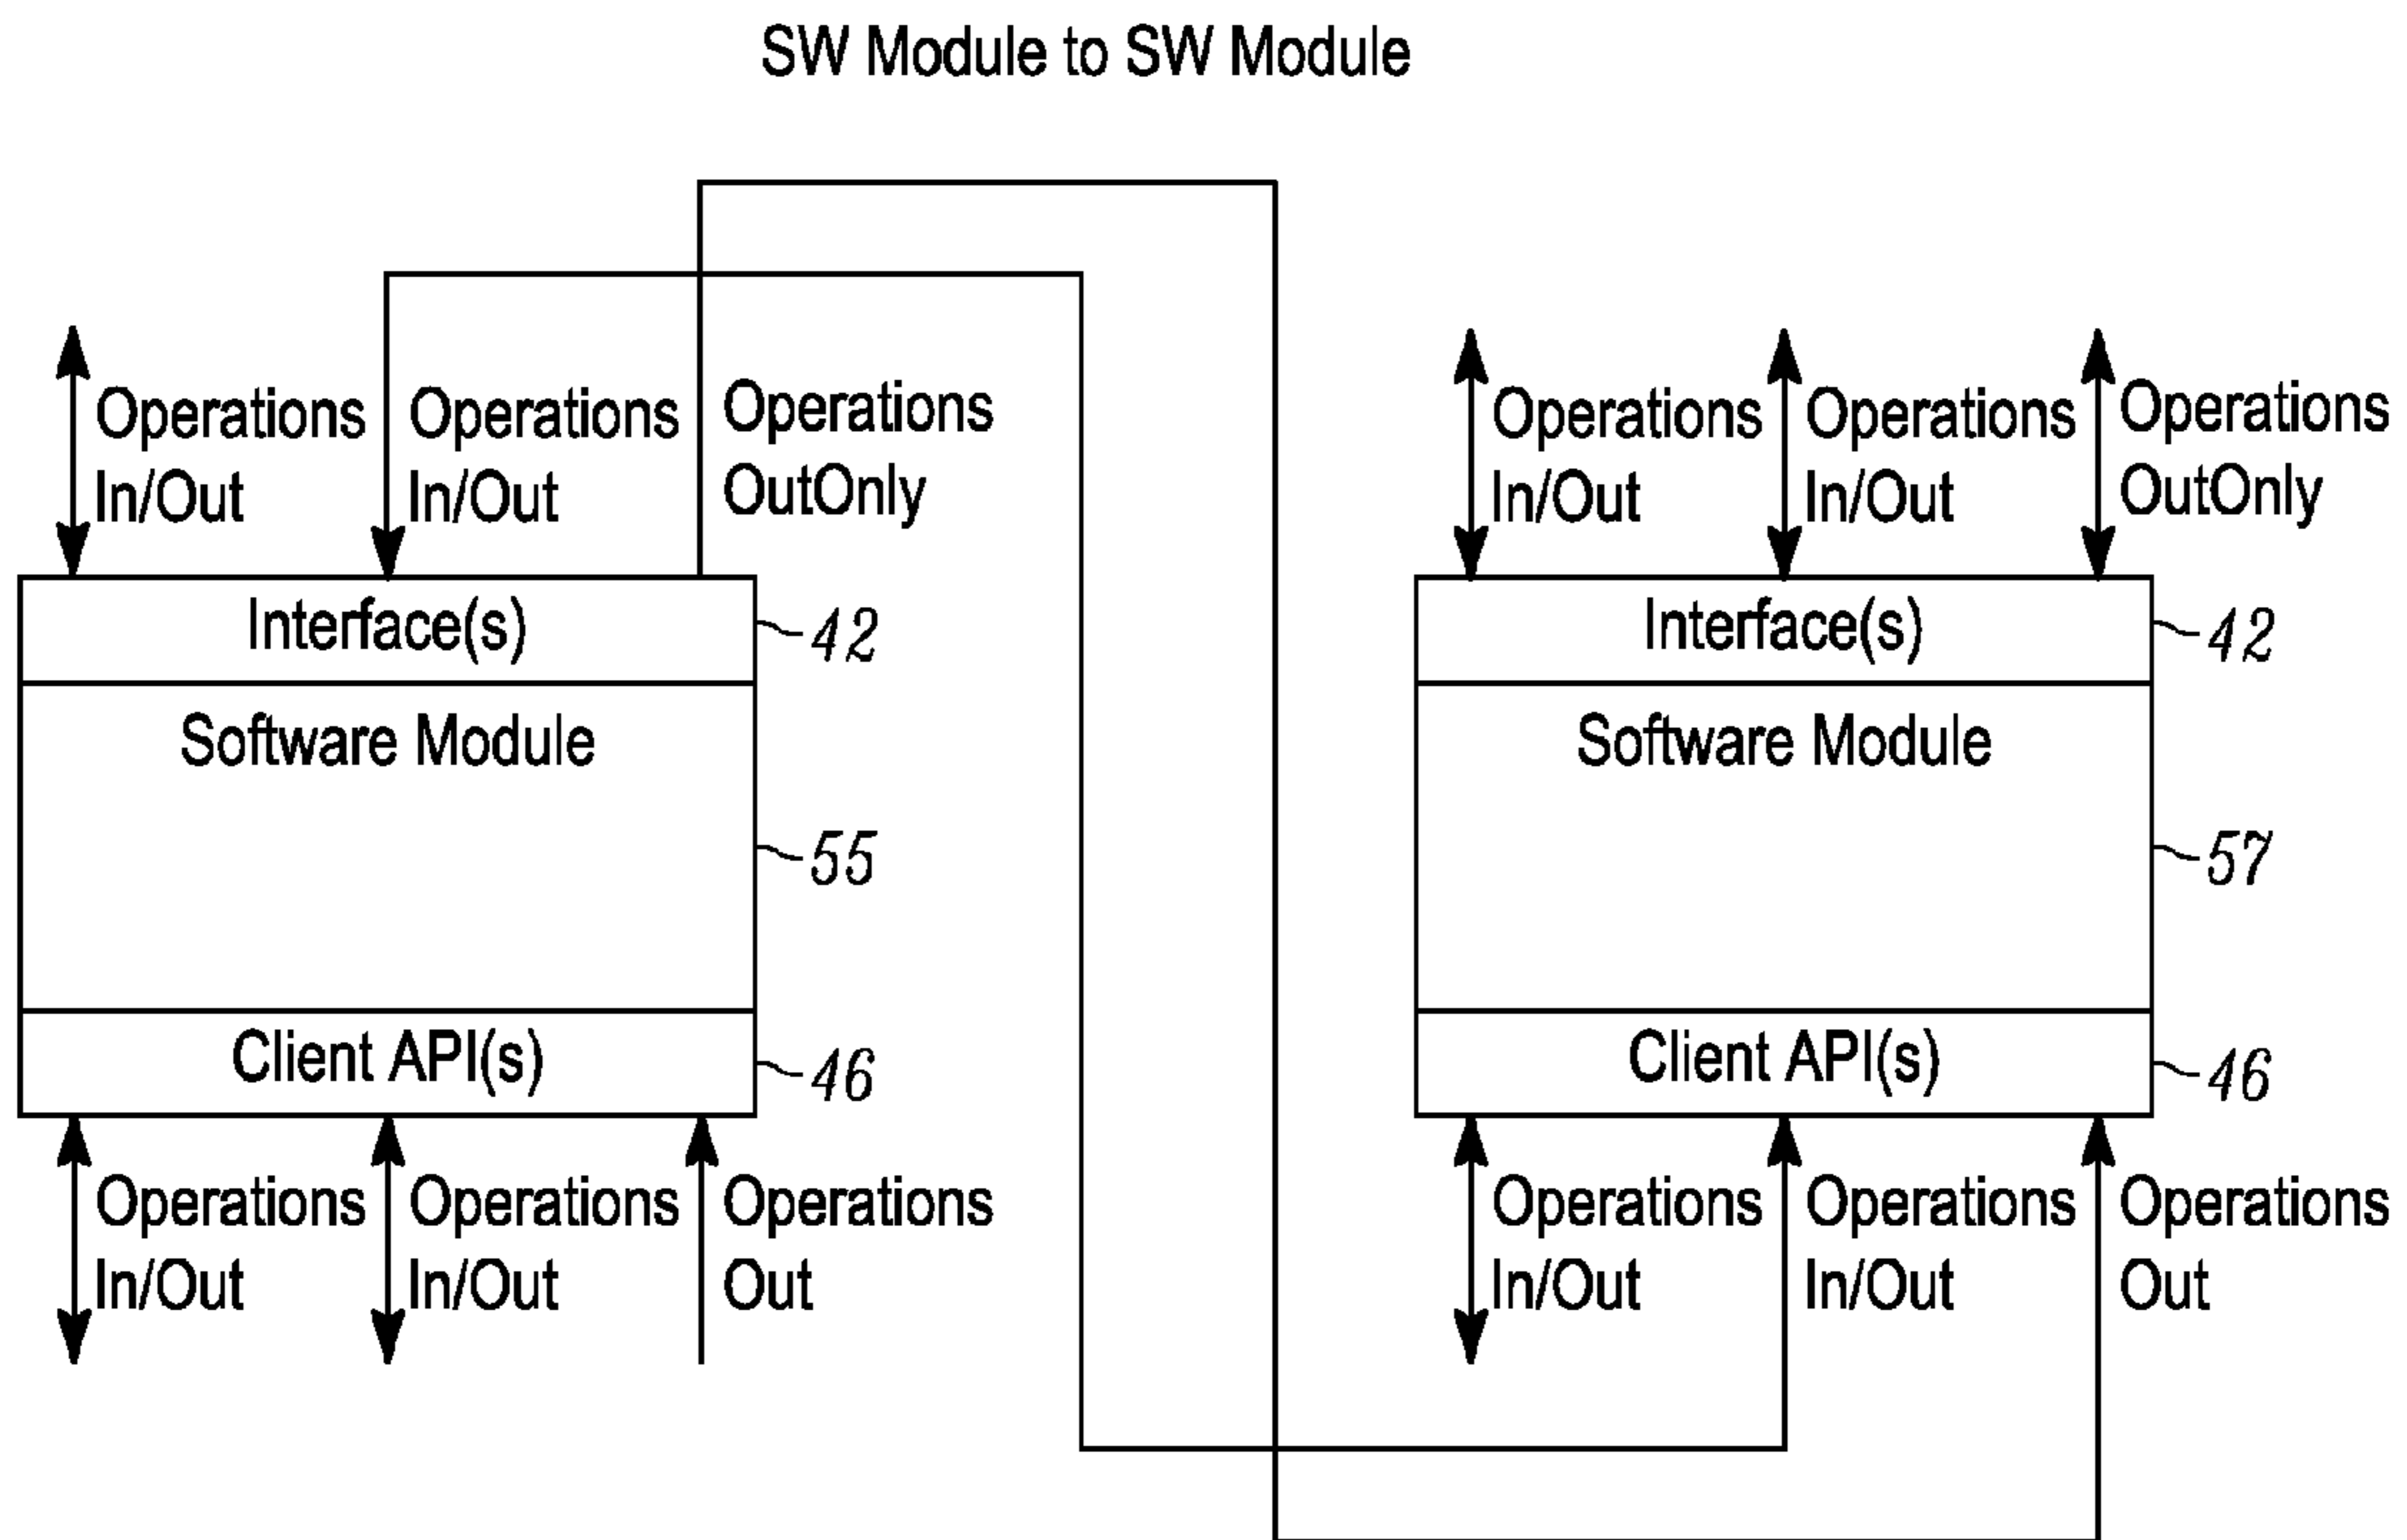 SW Module to SW Module
Operations
In/Out
Operations
In/Out
Operations
OutOnly
Operations
In/Out
Operations
In/Out
Operations
OutOnly
Interface(s)
42
Interface(s)
42
Software Module
Software Module
55
57
Client API(s)
46
Client API(s)
46
Operations
In/Out
Operations
In/Out
Operations
Out
Operations
In/Out
Operations
In/Out
Operations
Out